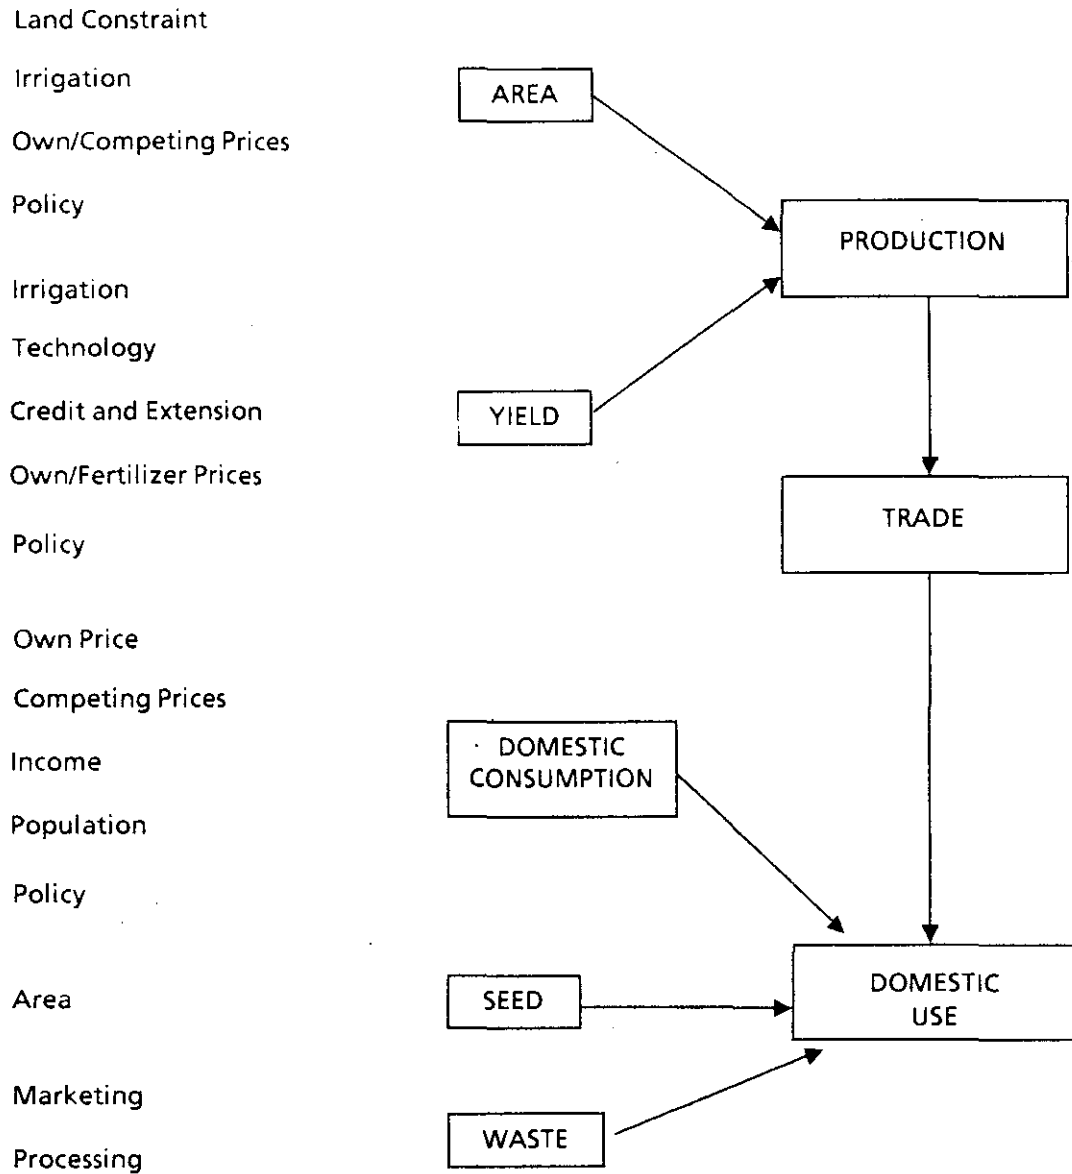 Land Constraint
Irrigation
AREA
Own/Competing Prices
Policy
PRODUCTION
Irrigation
Technology
Credit and Extension
YIELD
Own/Fertilizer Prices
TRADE
Policy
Own Price
Competing Prices
DOMESTIC
CONSUMPTION
Income
Population
Policy
DOMESTIC
USE
Area
SEED
Marketing
WASTE
Processing